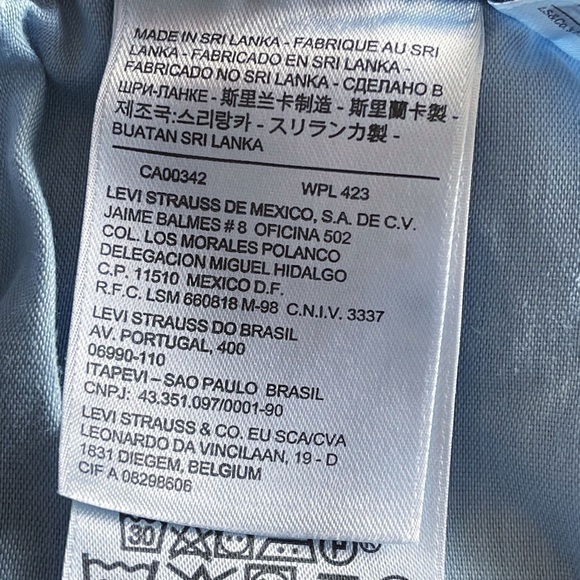 MADE IN SRI LANKA - FABRIQUE AU SRI
LANKA - FABRICADO EN SRI LANKA -
FABRICADO NO SRI LANKA - СДЕЛАНО В
ШРИ-ЛАНКЕ - 斯里兰卡制造 - 斯里蘭卡製 -
제조국:스리랑카 - スリランカ製 -
BUATAN SRI LANKA
CA00342 WPL 423
LEVI STRAUSS DE MEXICO, S.A. DE C.V.
JAIME BALMES # 8 OFICINA 502
COL. LOS MORALES POLANCO
DELEGACION MIGUEL HIDALGO
C.P. 11510 MEXICO D.F.
R.F.C. LSM 660818 M-98 C.N.I.V. 3337
LEVI STRAUSS DO BRASIL
AV. PORTUGAL, 400
06990-110
ITAPEVI – SAO PAULO BRASIL
CNPJ: 43.351.097/0001-90
LEVI STRAUSS & CO. EU SCA/CVA
LEONARDO DA VINCILAAN, 19 - D
1831 DIEGEM, BELGIUM
CIF A 08298606
30 P ®